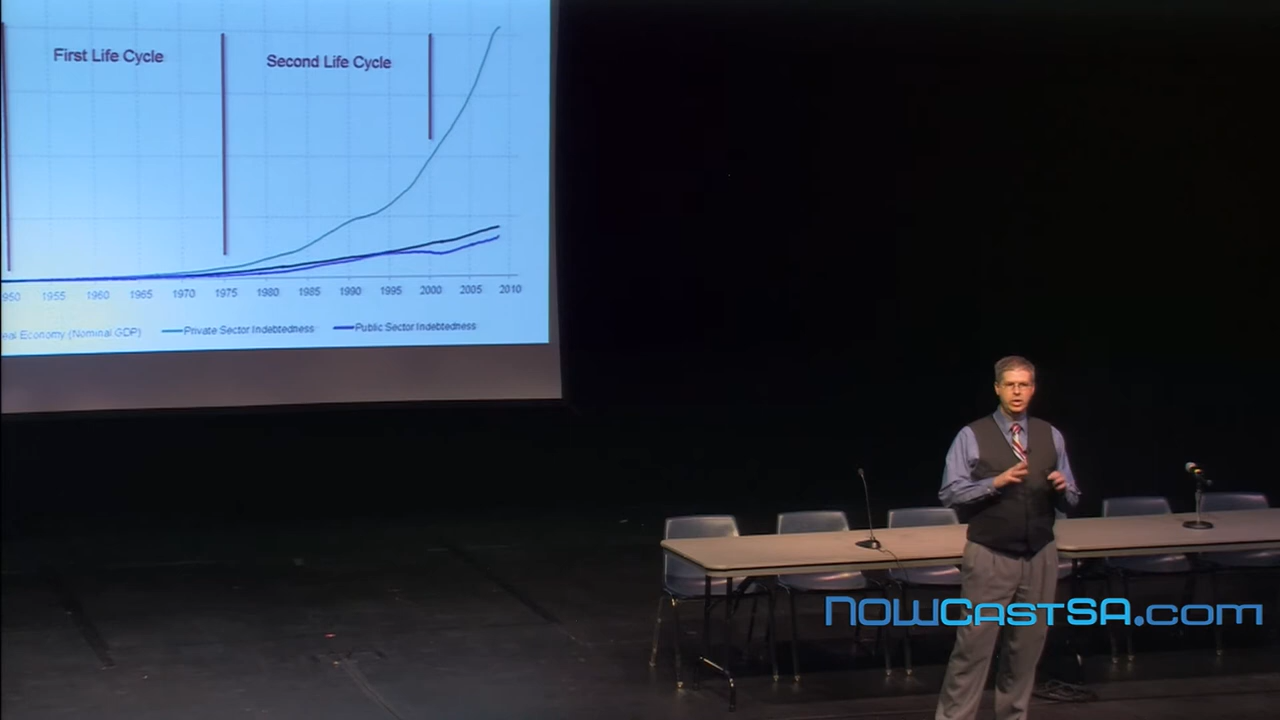 First Life Cycle
Second Life Cycle
950 1955 1960 1965 1970 1975 1980 1985 1990 1995 2000 2005 2010
eal Economy (Nominal GDP) Private Sector Indebtedness Public Sector Indebtedness
NOWCastSA.com